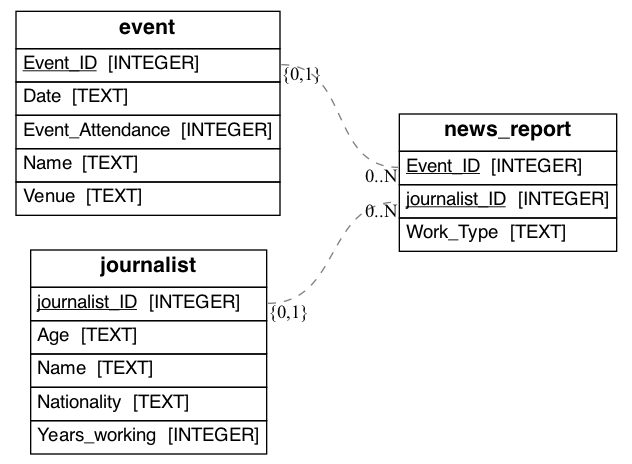 event
Event_ID [INTEGER]
Date [TEXT]
Event_Attendance [INTEGER]
Name [TEXT]
Venue [TEXT]
{0,1}
news_report
Event_ID [INTEGER]
journalist_ID [INTEGER]
Work_Type [TEXT]
0..N
0..N
journalist
journalist_ID [INTEGER]
Age [TEXT]
Name [TEXT]
Nationality [TEXT]
Years_working [INTEGER]
{0,1}